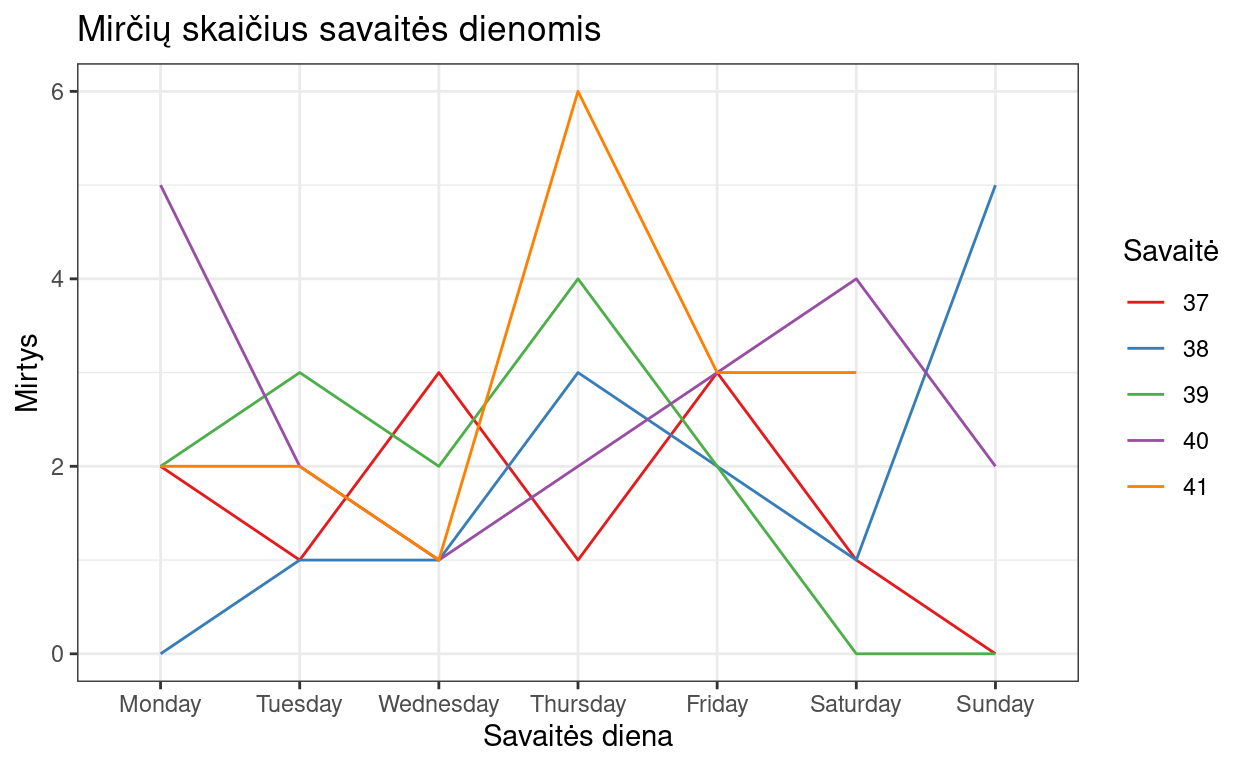 Mirčių skaičius savaitės dienomis
6
4
2
0
Mirtys
Monday Tuesday Wednesday Thursday Friday Saturday Sunday
Savaitės diena
Savaitė
37
38
39
40
41